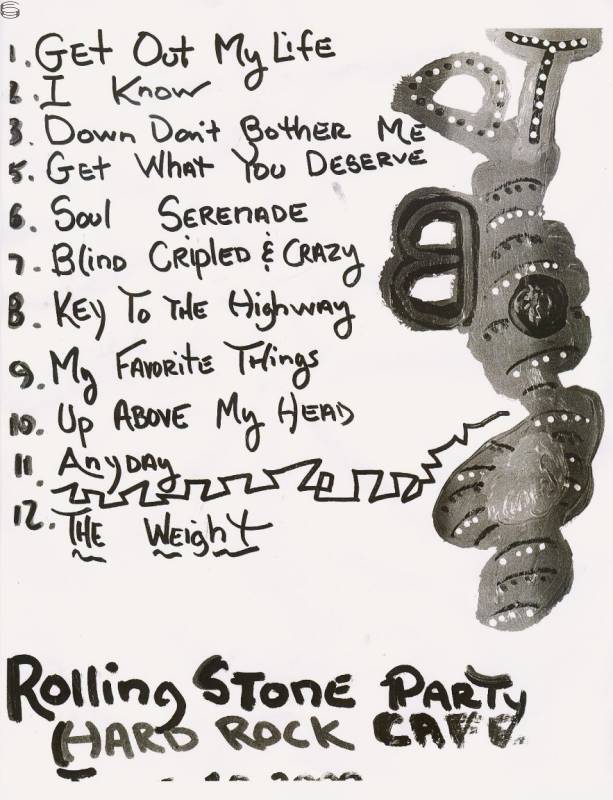 1. Get Out My Life
2. I Know
3. Down Don't Bother Me
5. Get What You Deserve
6. Soul Serenade
7. Blind Cripled & Crazy
8. Key To The Highway
9. My Favorite Things
10. Up Above My Head
11. Anyday
12. The Weight
DTB
Rolling Stone Party
Hard Rock Cafe